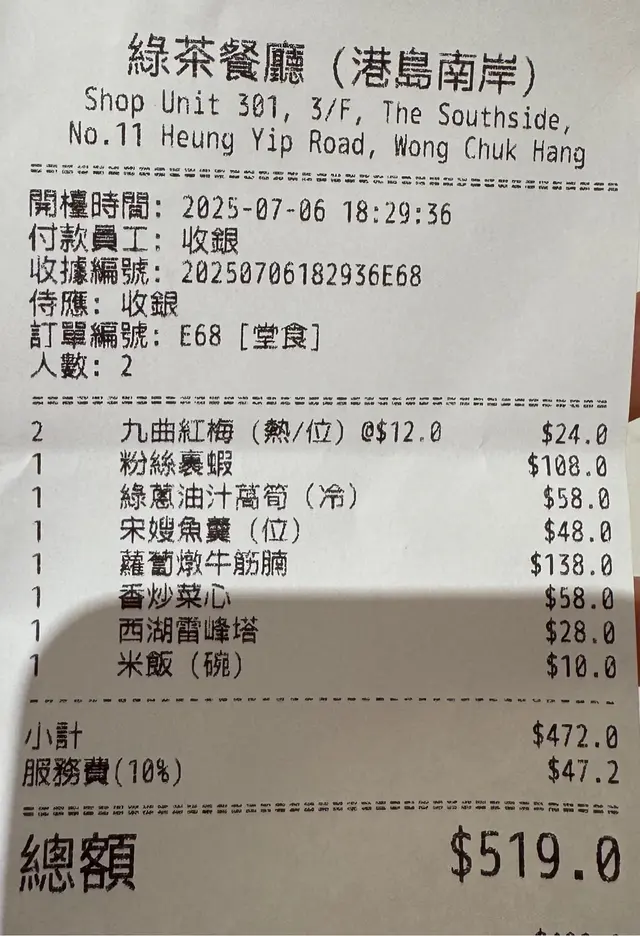 綠茶餐廳 (港島南岸)
Shop Unit 301, 3/F, The Southside,
No.11 Heung Yip Road, Wong Chuk Hang
開檯時間: 2025-07-06 18:29:36
付款員工: 收銀
收據編號: 20250706182936E68
侍應: 收銀
訂單編號: E68 [堂食]
人數: 2
2 九曲紅梅 (熱/位) @$12.0 $24.0
1 粉絲裹蝦 $108.0
1 綠蔥油汁萵筍 (冷) $58.0
1 宋嫂魚羹 (位) $48.0
1 蘿蔔燉牛筋腩 $138.0
1 香炒菜心 $58.0
1 西湖雷峰塔 $28.0
1 米飯 (碗) $10.0
小計 $472.0
服務費(10%) $47.2
總額 $519.0